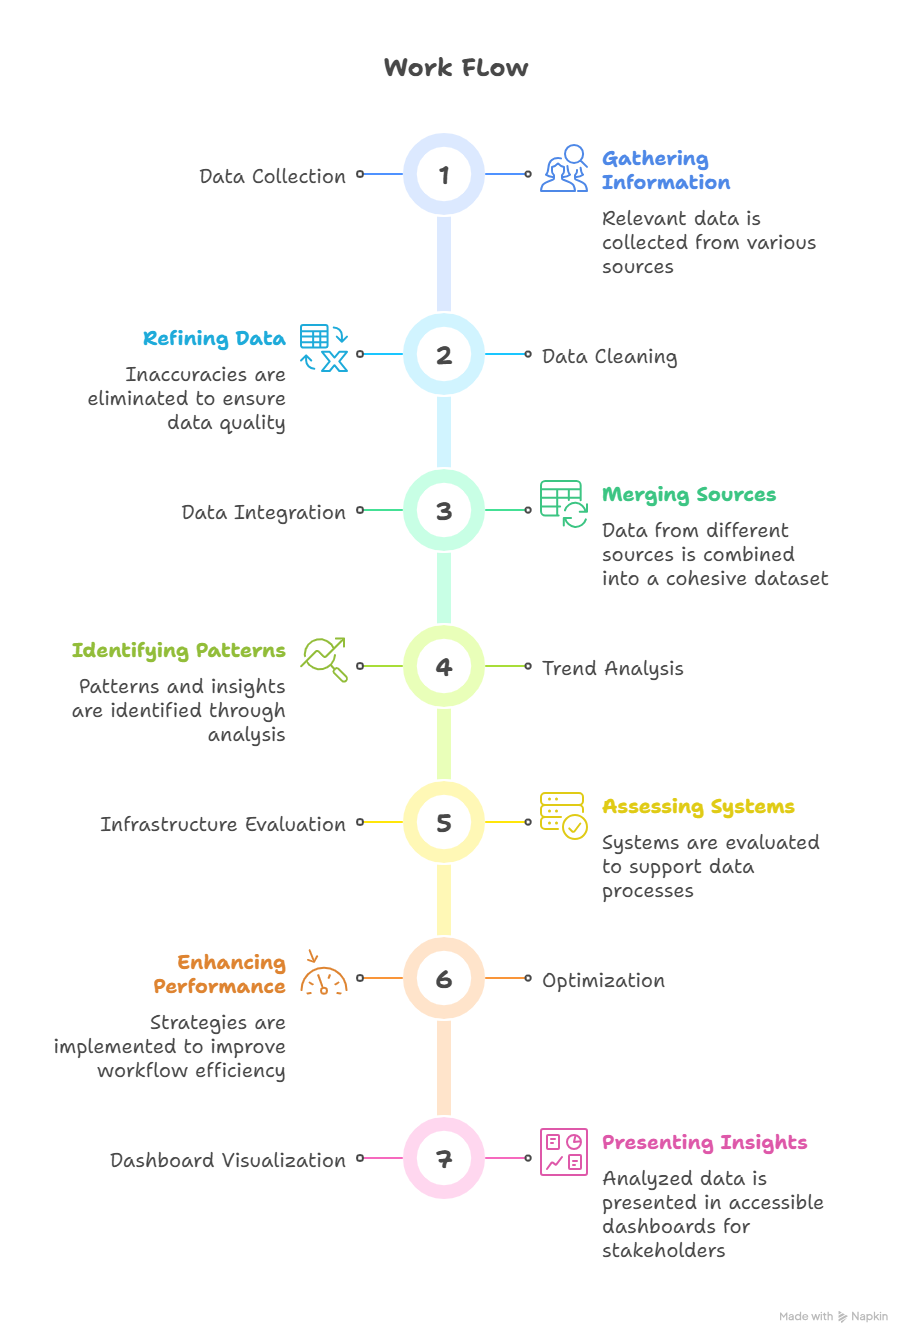 Work Flow
Data Collection
1
Gathering
Information
Relevant data is
collected from various
sources
Refining Data
Inaccuracies are
eliminated to ensure
data quality
2
Data Cleaning
Data Integration
3
Merging Sources
Data from different
sources is combined
into a cohesive dataset
Identifying Patterns
Patterns and insights
are identified through
analysis
4
Trend Analysis
Infrastructure Evaluation
5
Assessing Systems
Systems are evaluated
to support data
processes
Enhancing
Performance
Strategies are
implemented to improve
workflow efficiency
6
Optimization
Dashboard Visualization
7
Presenting Insights
Analyzed data is
presented in accessible
dashboards for
stakeholders
Made with Napkin